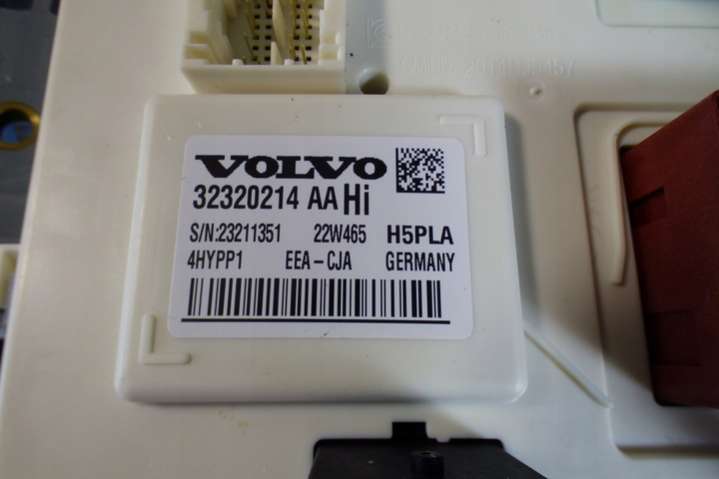 VOLVO
32320214 AA Hi
S/N:23211351 22W465 H5PLA
4HYPP1 EEA-CJA GERMANY